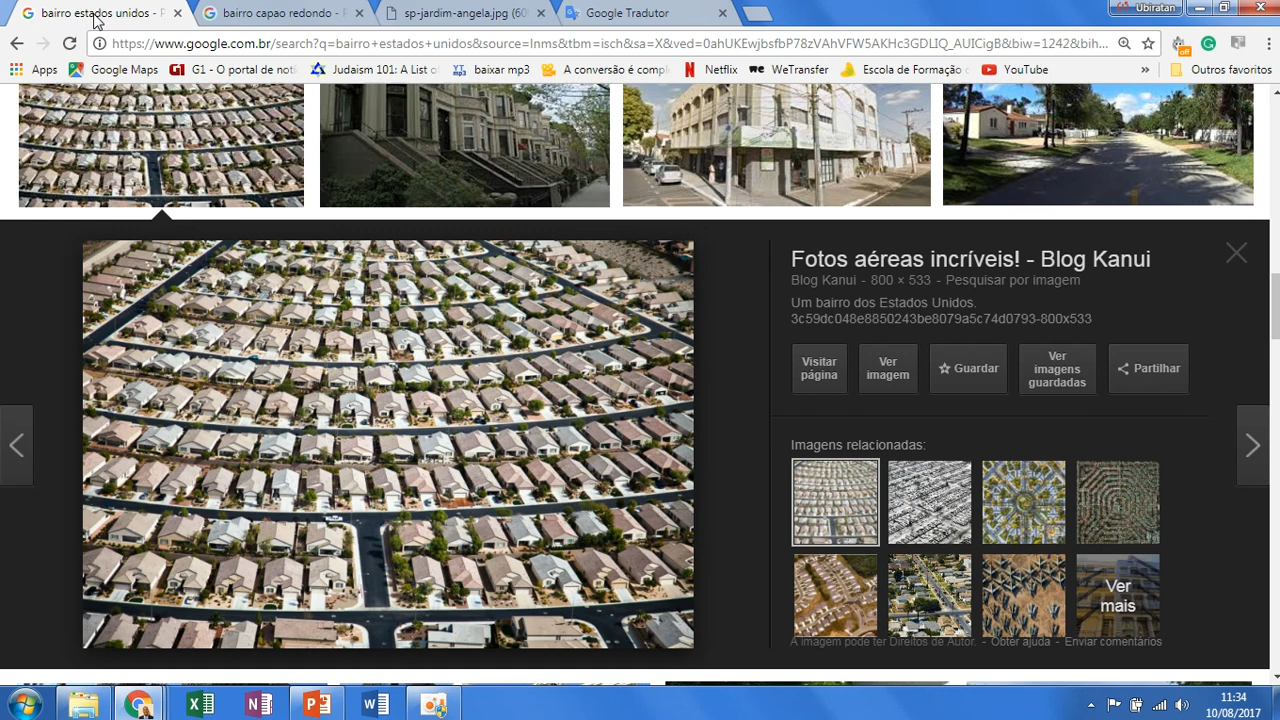 bairro estados unidos - P
bairro capao redondo - P
sp-jardim-angela.jpg (60
Google Tradutor
Ubiratan
https://www.google.com.br/search?q=bairro+estados+unidos&source=lnms&tbm=isch&sa=X&ved=0ahUKEwjbsfbP78zVAhVFW5AKHc3GDLIQ_AUICigB&biw=1242&bih...
off
Apps
Google Maps
G1 - O portal de notí
Judaism 101: A List o
baixar mp3
A conversão é compl
Netflix
WeTransfer
Escola de Formação d
YouTube
»
Outros favoritos
Fotos aéreas incríveis! - Blog Kanui
Blog Kanui - 800 × 533 - Pesquisar por imagem
Um bairro dos Estados Unidos.
3c59dc048e8850243be8079a5c74d0793-800x533
Visitar
página
Ver
imagem
Guardar
Ver
imagens
guardadas
Partilhar
Imagens relacionadas:
Ver
mais
A imagem pode ter Direitos de Autor. - Obter ajuda - Enviar comentários
11:34
10/08/2017